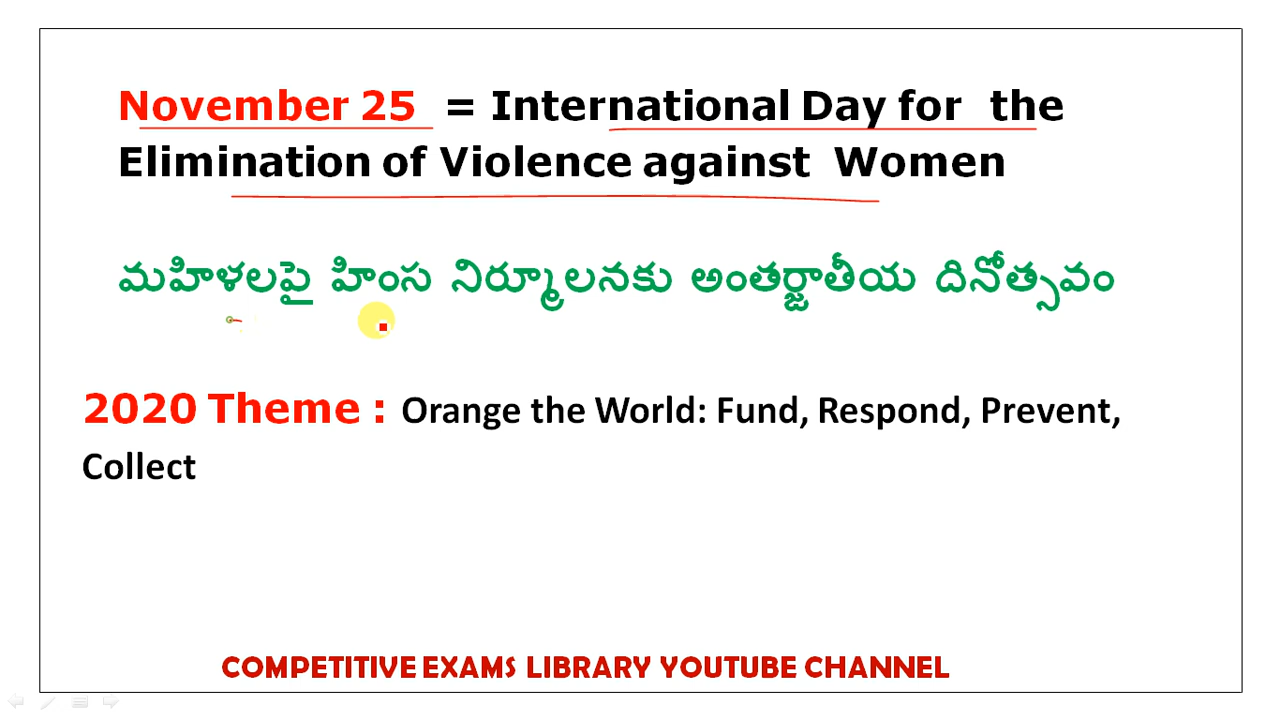 November 25 = International Day for the
Elimination of Violence against Women
మహిళలపై హింస నిర్మూలనకు అంతర్జాతీయ దినోత్సవం
2020 Theme : Orange the World: Fund, Respond, Prevent,
Collect
COMPETITIVE EXAMS LIBRARY YOUTUBE CHANNEL